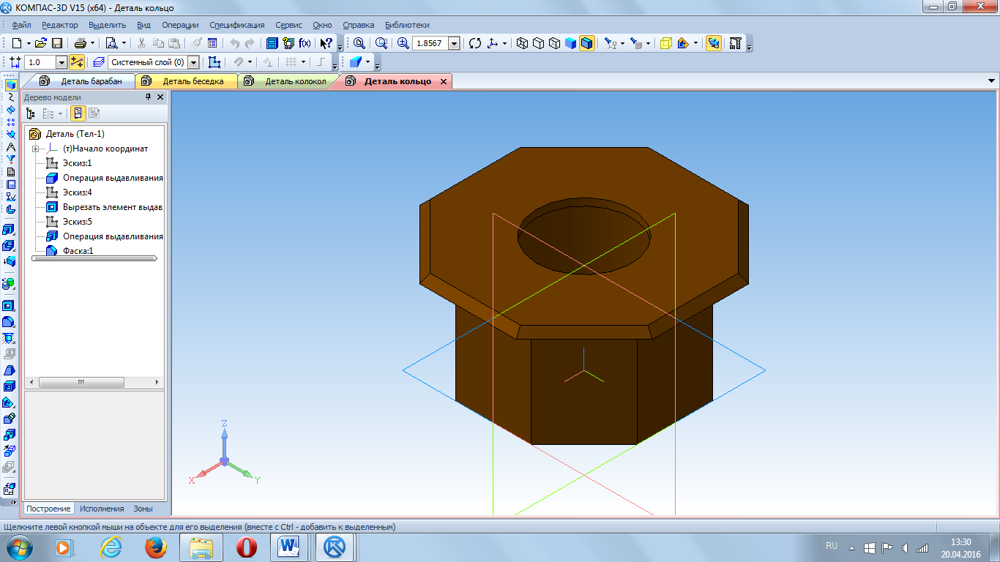 КОМПАС-3D V15 (x64) - Деталь кольцо
Файл Редактор Выделить Вид Операции Спецификация Сервис Окно Справка Библиотеки
f(x) 1.8567
1.0 Системный слой (0)
Деталь барабан Деталь беседка Деталь колокол Деталь кольцо
Дерево модели
Деталь (Тел-1)
(т)Начало координат
Эскиз:1
Операция выдавливания
Эскиз:4
Вырезать элемент выдав.
Эскиз:5
Операция выдавливания
Фаска:1
Z
X
Y
Построение Исполнения Зоны
Щелкните левой кнопкой мыши на объекте для его выделения (вместе с Ctrl - добавить к выделенным)
RU 13:30
20.04.2016